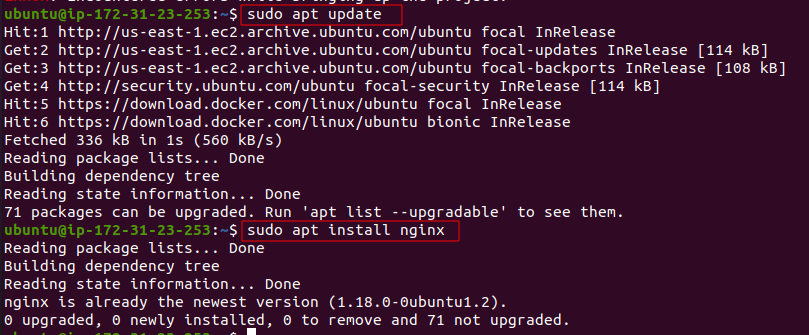 ubuntu@ip-172-31-23-253:~$ sudo apt update
Hit:1 http://us-east-1.ec2.archive.ubuntu.com/ubuntu focal InRelease
Get:2 http://us-east-1.ec2.archive.ubuntu.com/ubuntu focal-updates InRelease [114 kB]
Get:3 http://us-east-1.ec2.archive.ubuntu.com/ubuntu focal-backports InRelease [108 kB]
Get:4 http://security.ubuntu.com/ubuntu focal-security InRelease [114 kB]
Hit:5 https://download.docker.com/linux/ubuntu focal InRelease
Hit:6 https://download.docker.com/linux/ubuntu bionic InRelease
Fetched 336 kB in 1s (560 kB/s)
Reading package lists... Done
Building dependency tree
Reading state information... Done
71 packages can be upgraded. Run 'apt list --upgradable' to see them.
ubuntu@ip-172-31-23-253:~$ sudo apt install nginx
Reading package lists... Done
Building dependency tree
Reading state information... Done
nginx is already the newest version (1.18.0-0ubuntu1.2).
0 upgraded, 0 newly installed, 0 to remove and 71 not upgraded.